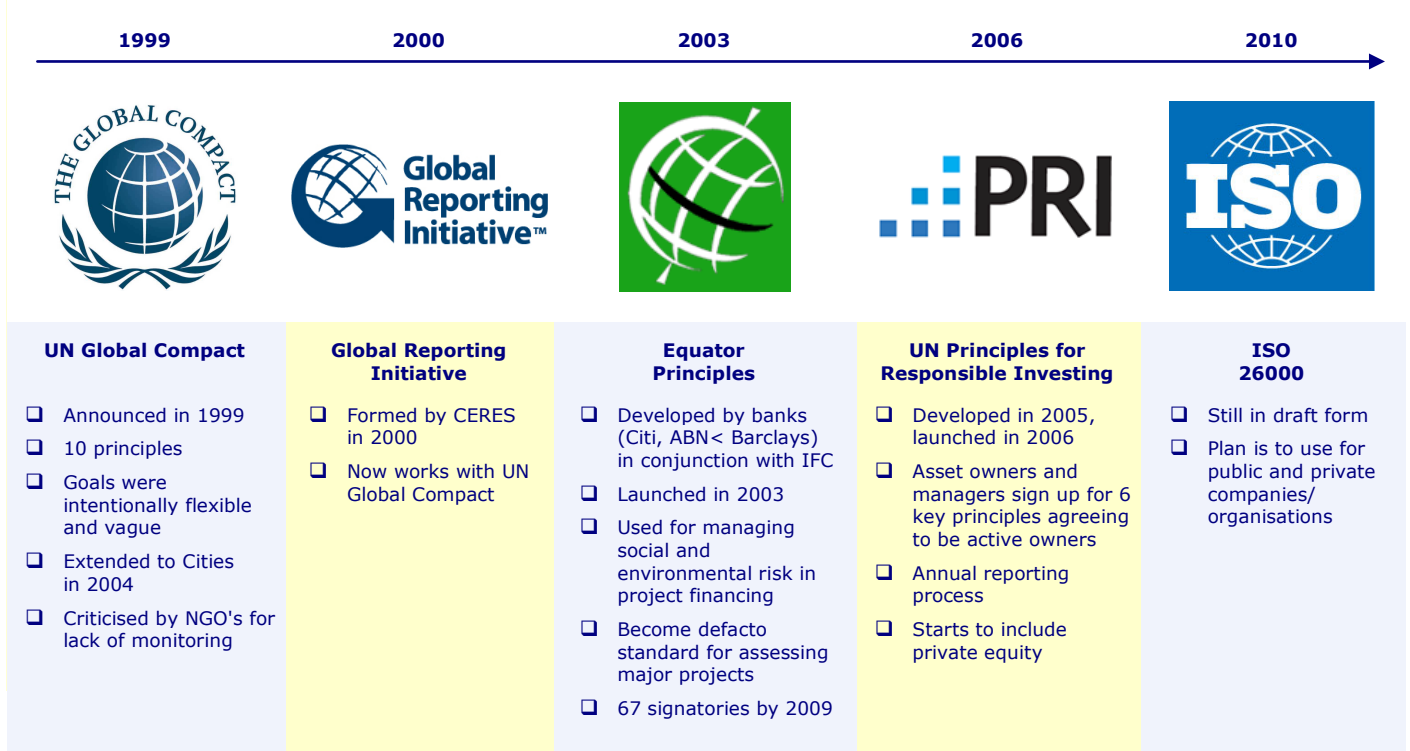 1999
2000
2003
2006
2010
THE GLOBAL COMPACT
Global
Reporting
Initiative™
PRI
ISO
UN Global Compact
❑ Announced in 1999
❑ 10 principles
❑ Goals were
intentionally flexible
and vague
❑ Extended to Cities
in 2004
❑ Criticised by NGO's for
lack of monitoring
Global Reporting
Initiative
❑ Formed by CERES
in 2000
❑ Now works with UN
Global Compact
Equator
Principles
❑ Developed by banks
(Citi, ABN< Barclays)
in conjunction with IFC
❑ Launched in 2003
❑ Used for managing
social and
environmental risk in
project financing
❑ Become defacto
standard for assessing
major projects
❑ 67 signatories by 2009
UN Principles for
Responsible Investing
❑ Developed in 2005,
launched in 2006
❑ Asset owners and
managers sign up for 6
key principles agreeing
to be active owners
❑ Annual reporting
process
❑ Starts to include
private equity
ISO
26000
❑ Still in draft form
❑ Plan is to use for
public and private
companies/
organisations